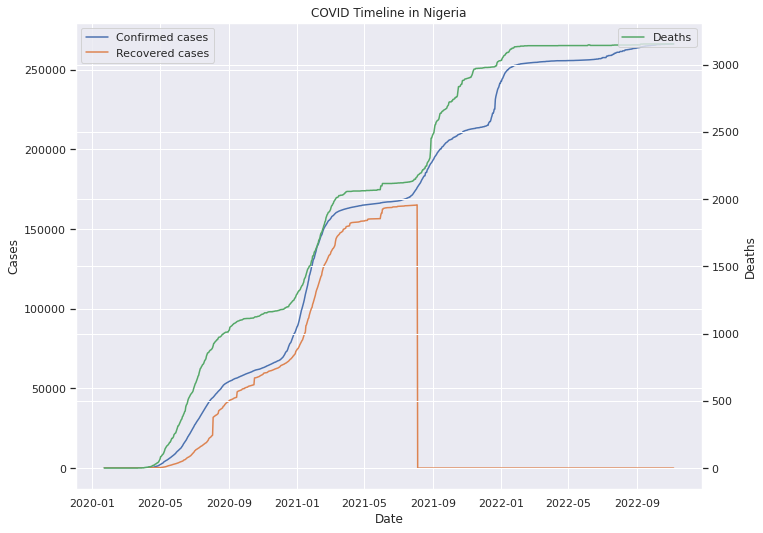 COVID Timeline in Nigeria
Confirmed cases
Recovered cases
Deaths
250000
200000
150000
100000
50000
0
Cases
3000
2500
2000
1500
1000
500
0
Deaths
2020-01 2020-05 2020-09 2021-01 2021-05 2021-09 2022-01 2022-05 2022-09
Date